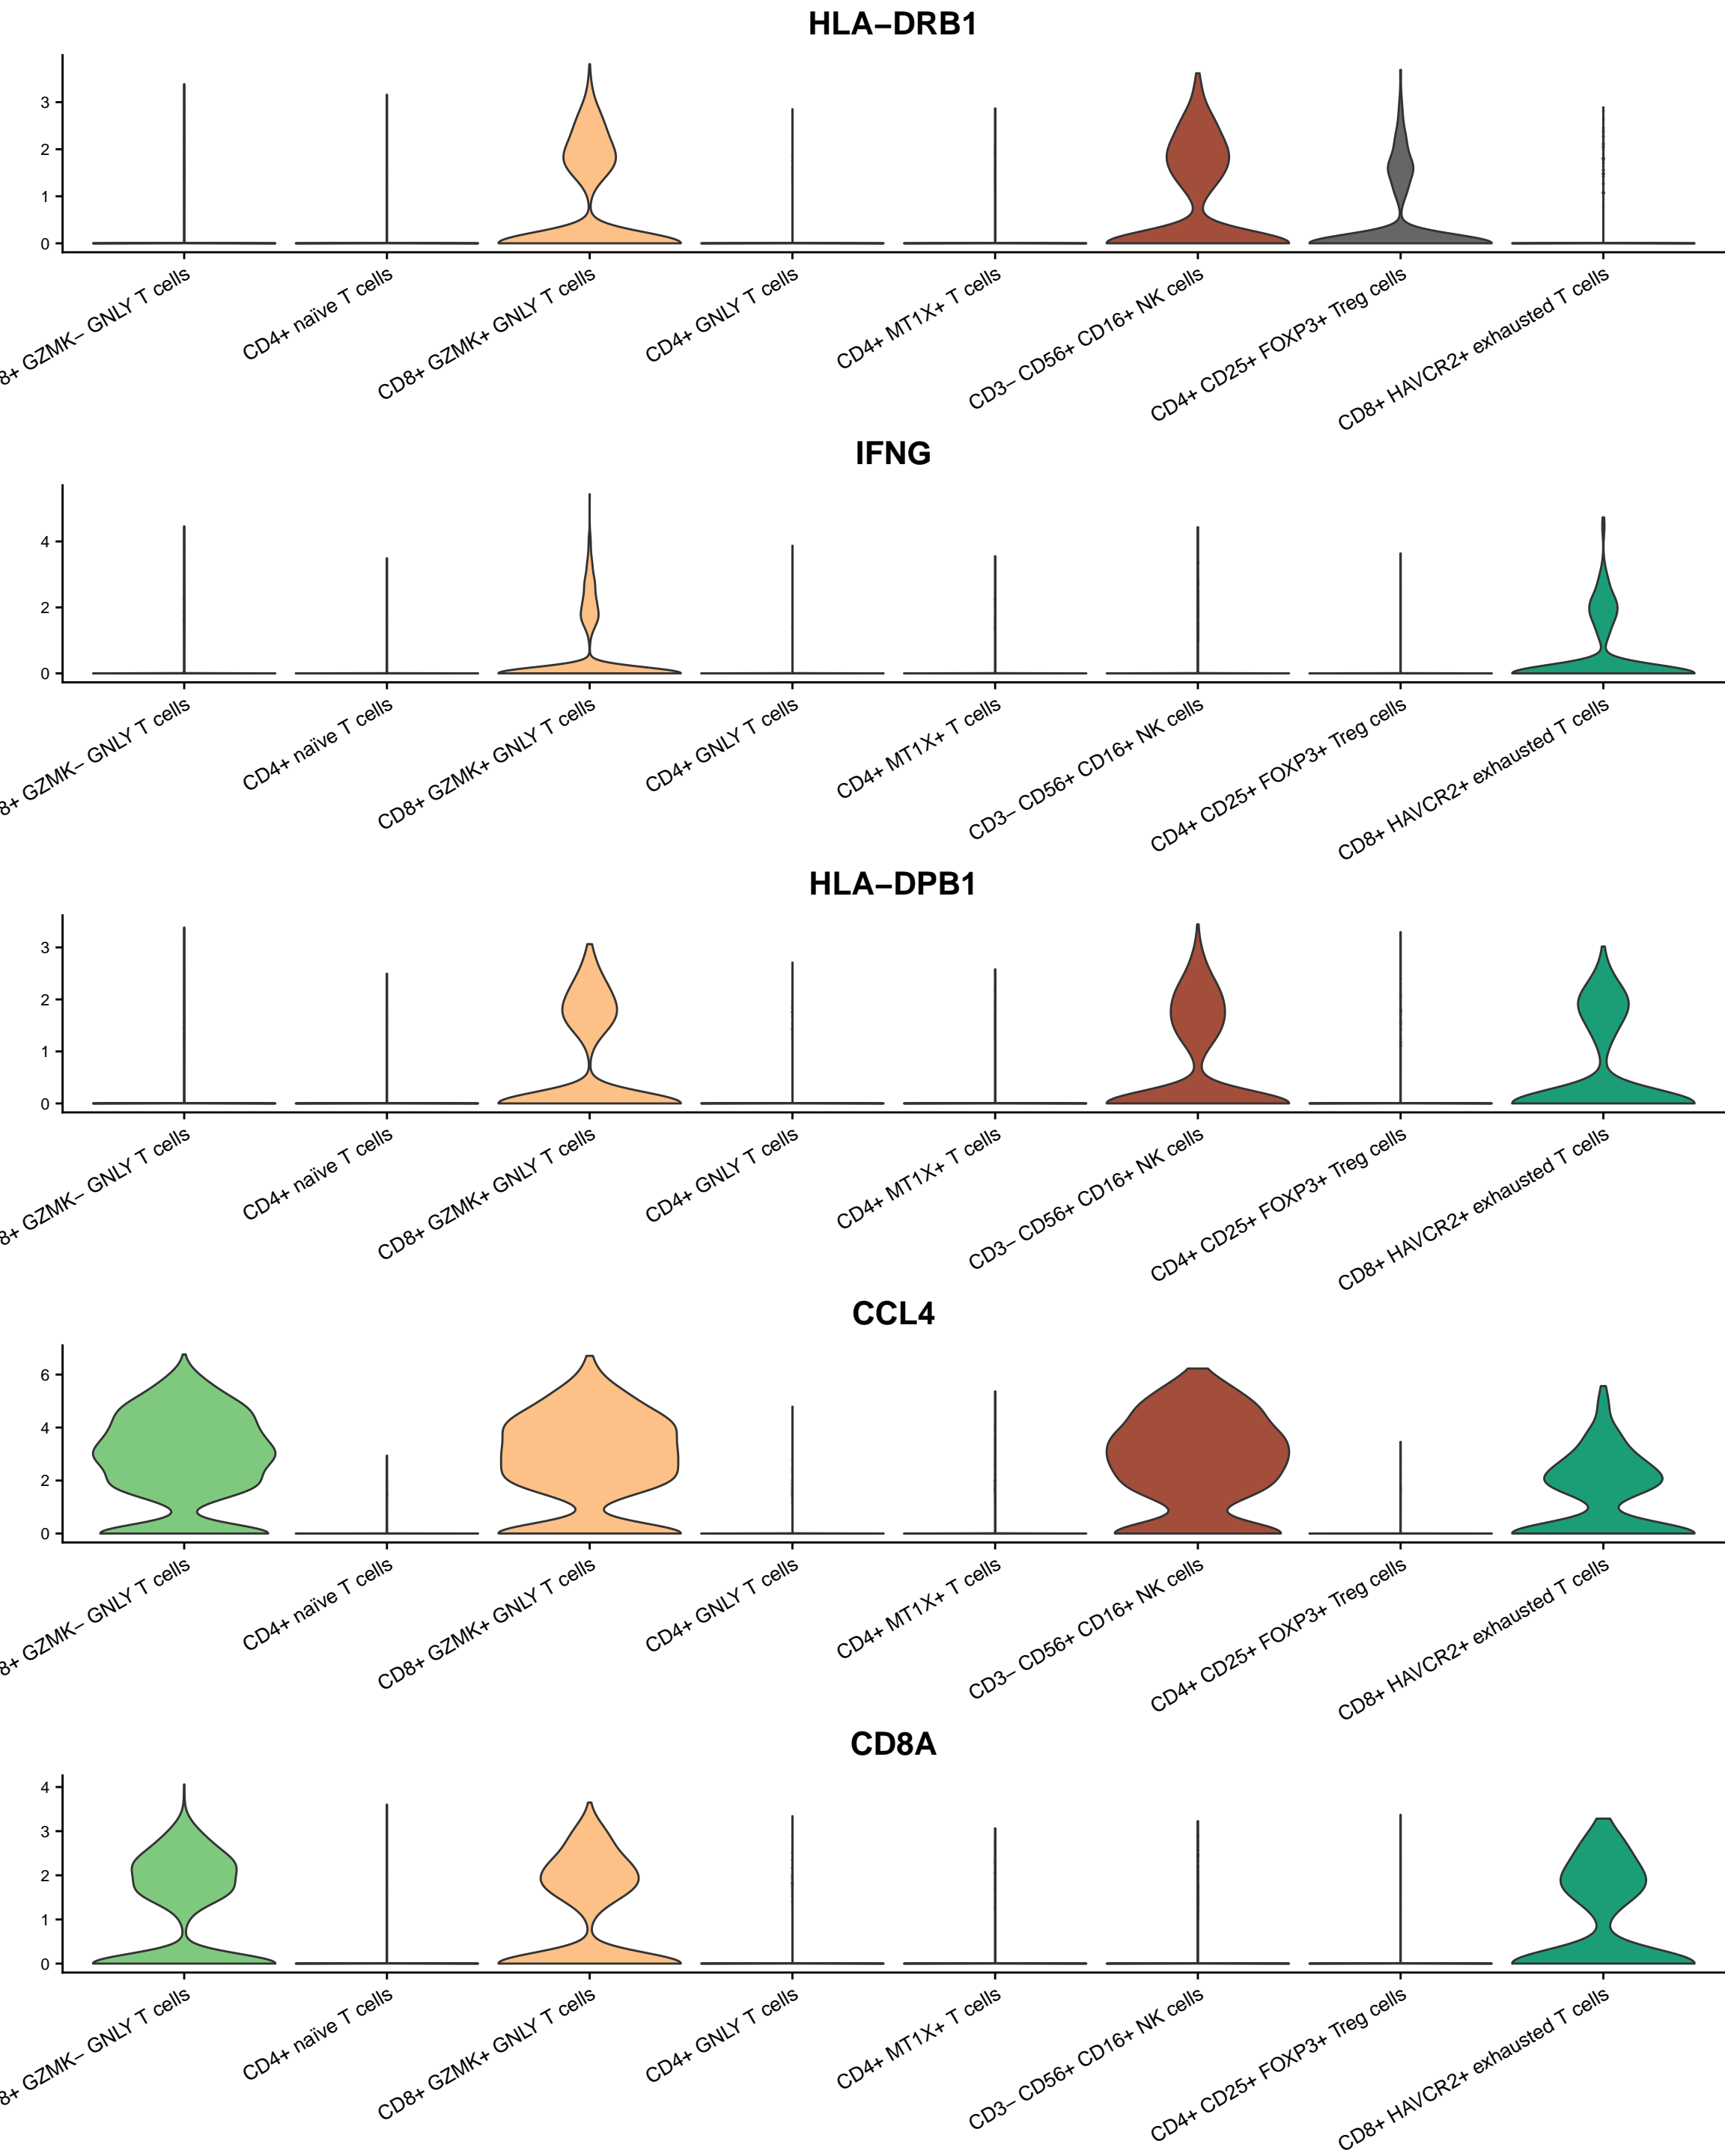 HLA–DRB1
3
2
1
0
8+ GZMK– GNLY T cells
CD4+ naïve T cells
CD8+ GZMK+ GNLY T cells
CD4+ GNLY T cells
CD4+ MT1X+ T cells
CD3– CD56+ CD16+ NK cells
CD4+ CD25+ FOXP3+ Treg cells
CD8+ HAVCR2+ exhausted T cells
IFNG
4
2
0
8+ GZMK– GNLY T cells
CD4+ naïve T cells
CD8+ GZMK+ GNLY T cells
CD4+ GNLY T cells
CD4+ MT1X+ T cells
CD3– CD56+ CD16+ NK cells
CD4+ CD25+ FOXP3+ Treg cells
CD8+ HAVCR2+ exhausted T cells
HLA–DPB1
3
2
1
0
8+ GZMK– GNLY T cells
CD4+ naïve T cells
CD8+ GZMK+ GNLY T cells
CD4+ GNLY T cells
CD4+ MT1X+ T cells
CD3– CD56+ CD16+ NK cells
CD4+ CD25+ FOXP3+ Treg cells
CD8+ HAVCR2+ exhausted T cells
CCL4
6
4
2
0
8+ GZMK– GNLY T cells
CD4+ naïve T cells
CD8+ GZMK+ GNLY T cells
CD4+ GNLY T cells
CD4+ MT1X+ T cells
CD3– CD56+ CD16+ NK cells
CD4+ CD25+ FOXP3+ Treg cells
CD8+ HAVCR2+ exhausted T cells
CD8A
4
3
2
1
0
8+ GZMK– GNLY T cells
CD4+ naïve T cells
CD8+ GZMK+ GNLY T cells
CD4+ GNLY T cells
CD4+ MT1X+ T cells
CD3– CD56+ CD16+ NK cells
CD4+ CD25+ FOXP3+ Treg cells
CD8+ HAVCR2+ exhausted T cells